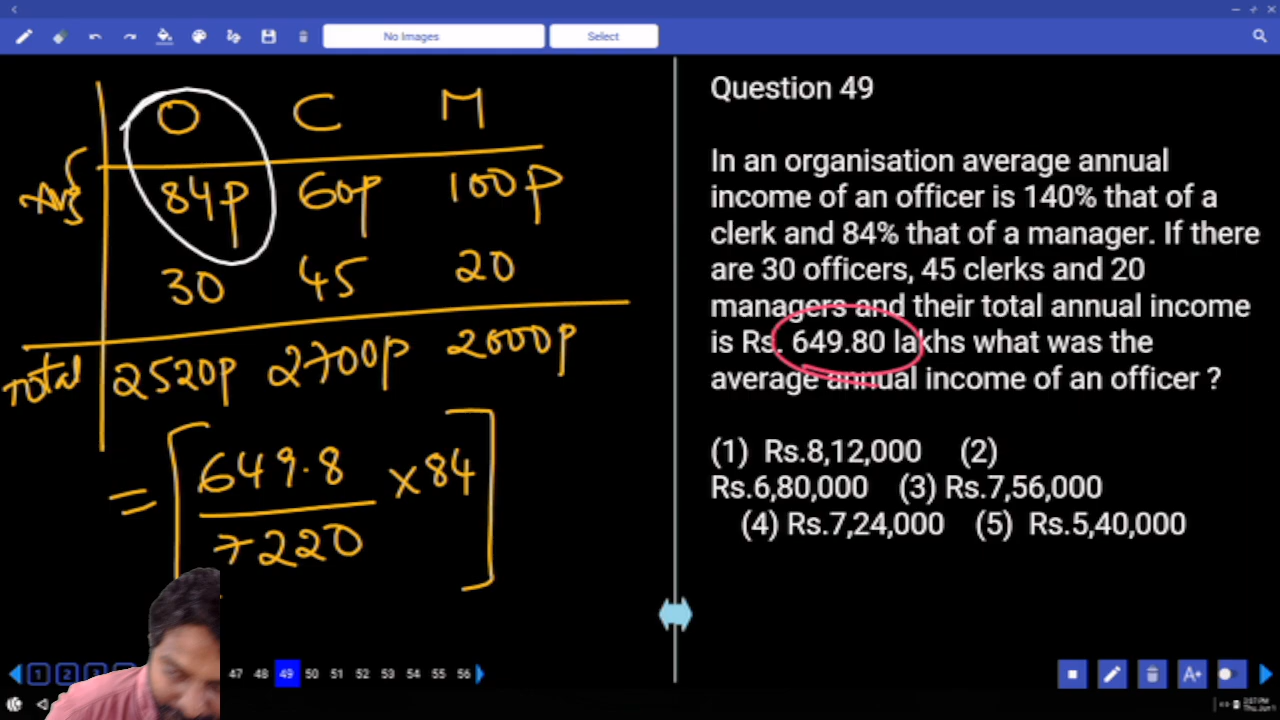 No Images
Select
O C M
Avg 84p 60p 100p
30 45 20
Total 2520p 2700p 2000p
= [ 649.8 / 7220 × 84 ]
Question 49
In an organisation average annual
income of an officer is 140% that of a
clerk and 84% that of a manager. If there
are 30 officers, 45 clerks and 20
managers and their total annual income
is Rs. 649.80 lakhs what was the
average annual income of an officer ?
(1) Rs.8,12,000 (2)
Rs.6,80,000 (3) Rs.7,56,000
(4) Rs.7,24,000 (5) Rs.5,40,000
1 2 3 47 48 49 50 51 52 53 54 55 56
A+